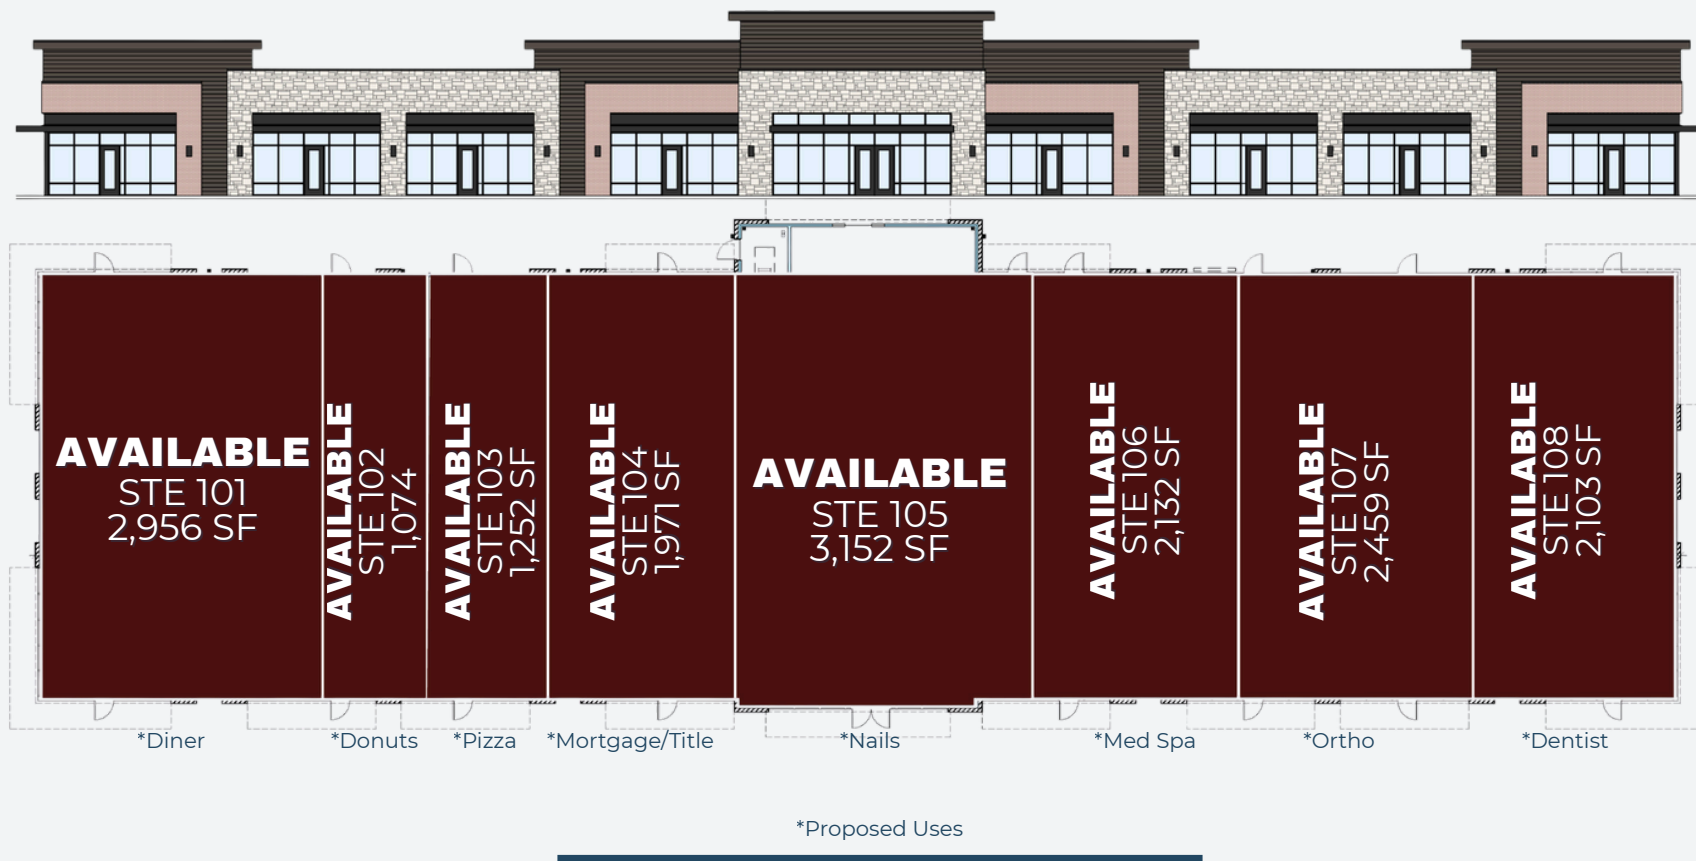 AVAILABLE
STE 101
2,956 SF
AVAILABLE
STE 102
1,074
AVAILABLE
STE 103
1,252 SF
AVAILABLE
STE 104
1,971 SF
AVAILABLE
STE 105
3,152 SF
AVAILABLE
STE 106
2,132 SF
AVAILABLE
STE 107
2,459 SF
AVAILABLE
STE 108
2,103 SF
*Diner
*Donuts
*Pizza
*Mortgage/Title
*Nails
*Med Spa
*Ortho
*Dentist
*Proposed Uses